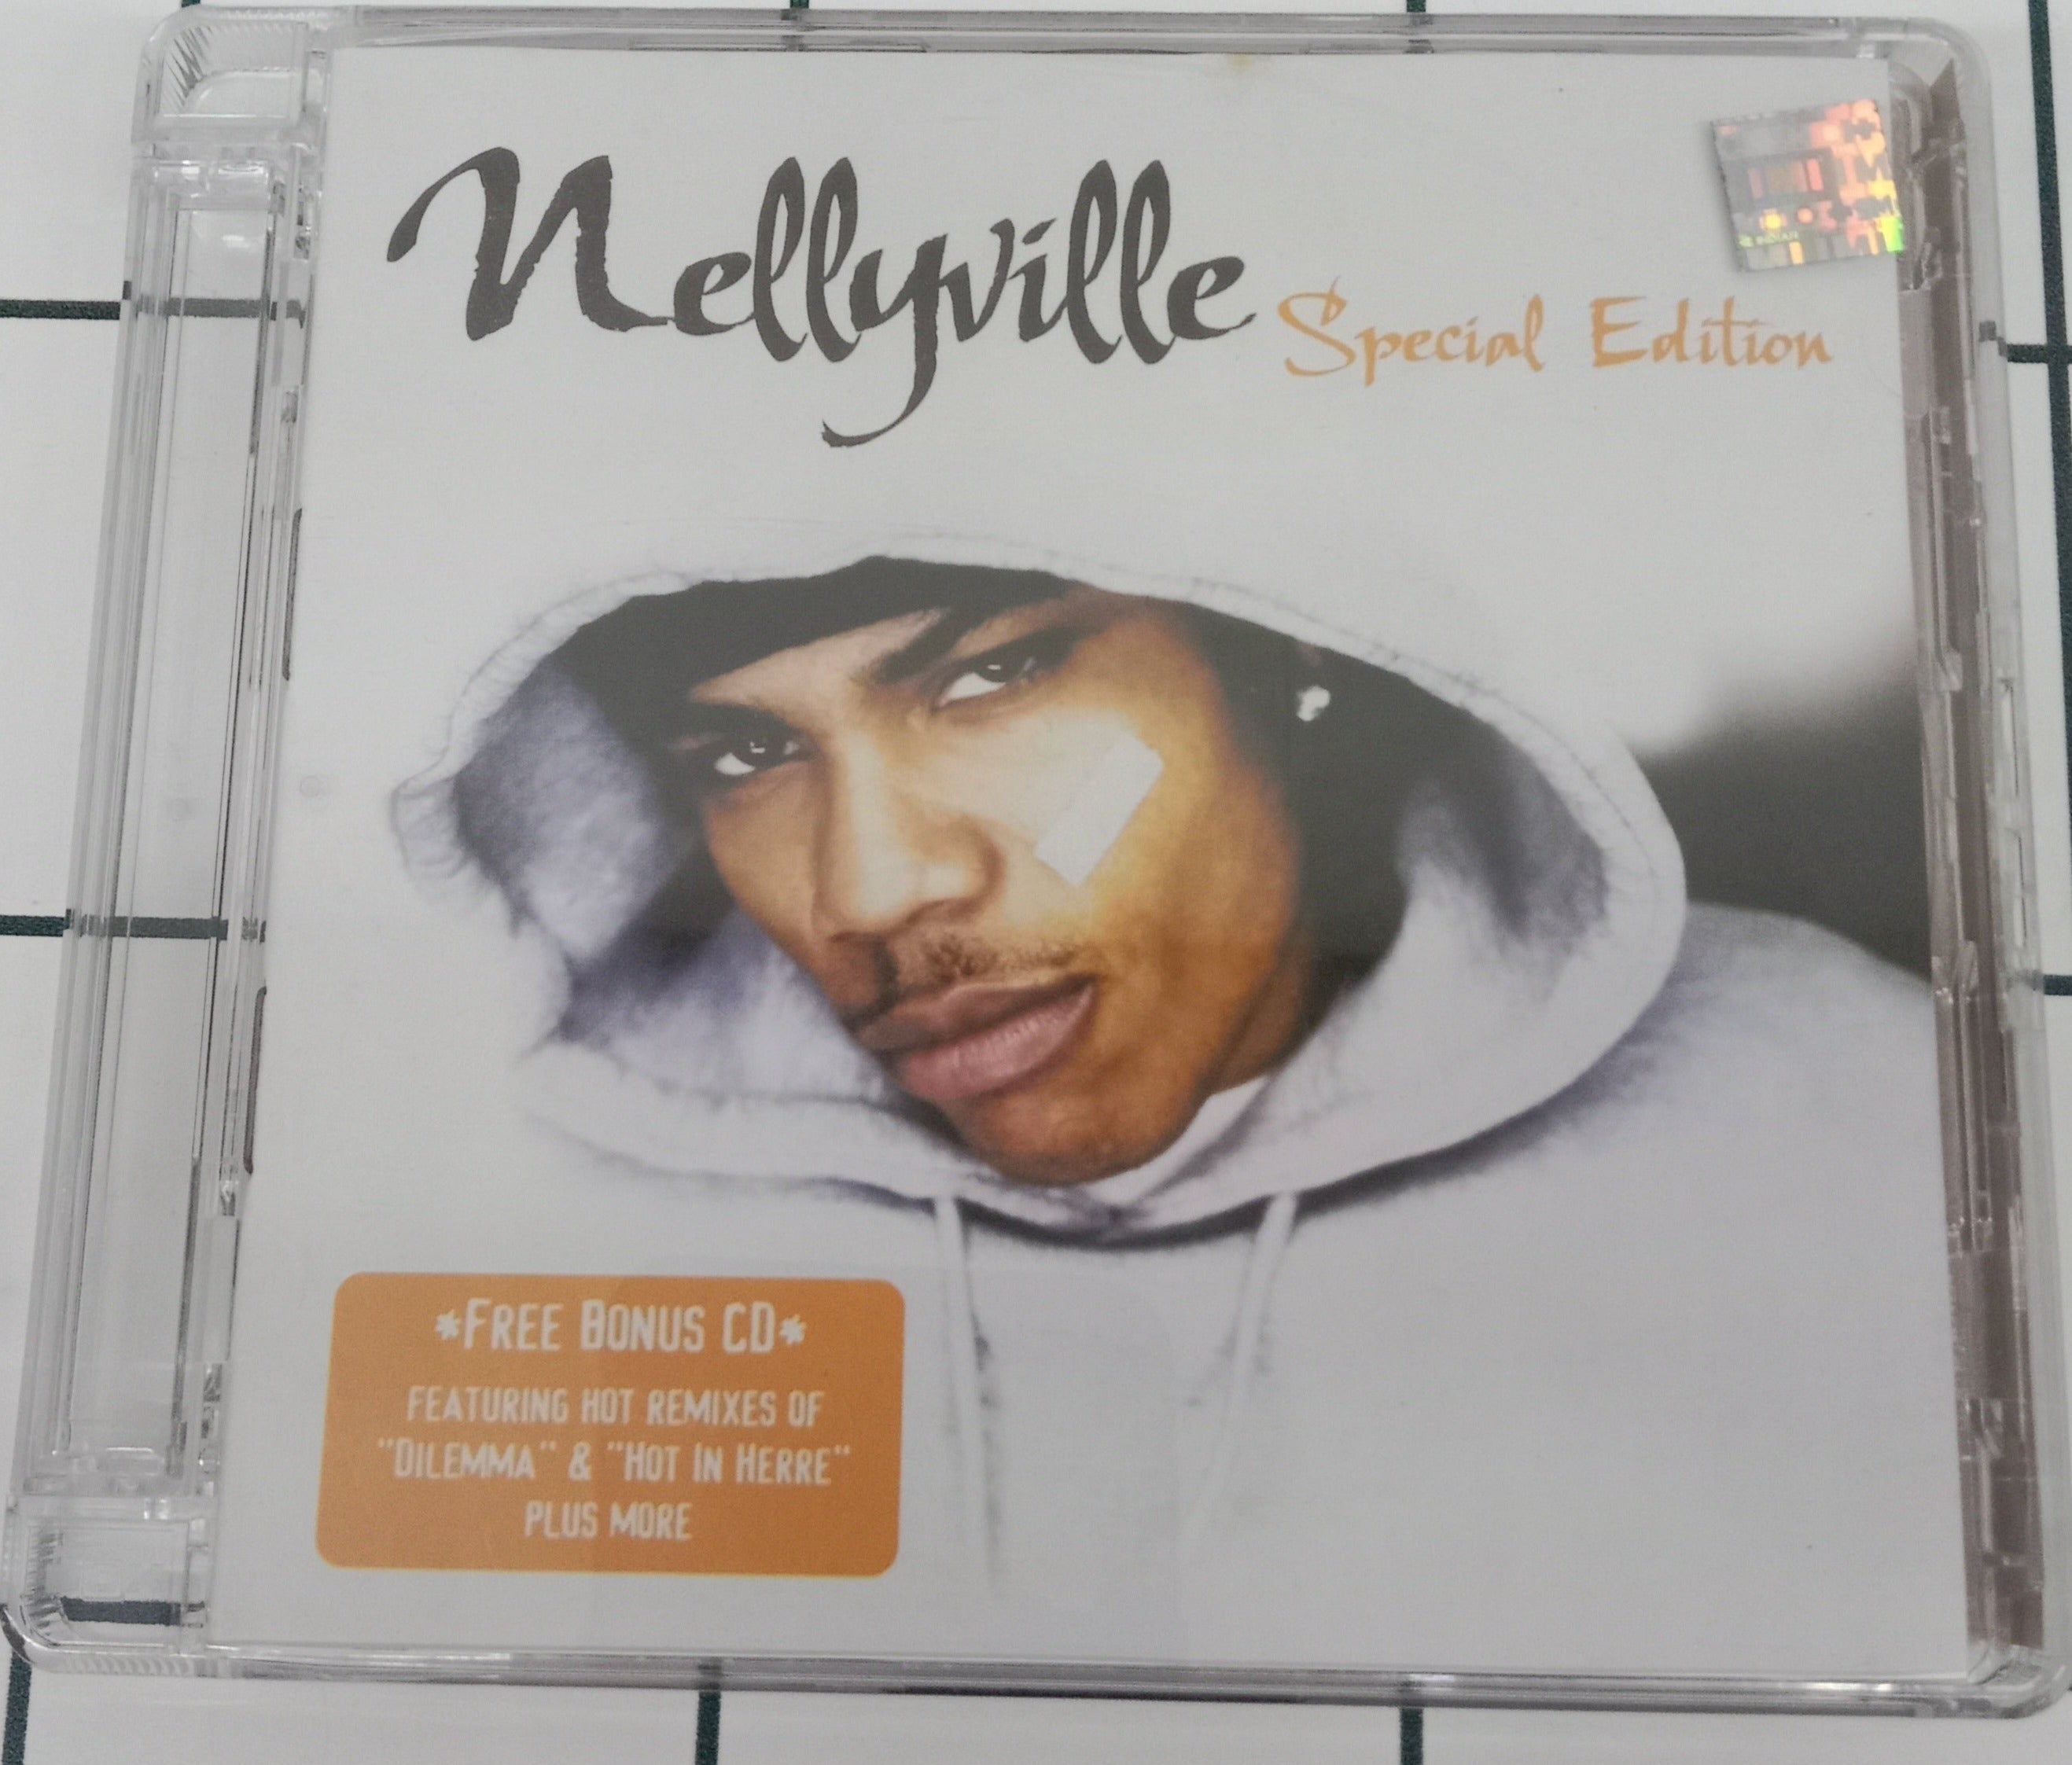 Nellyville
Special Edition
*FREE BONUS CD*
FEATURING HOT REMIXES OF
"DILEMMA" & "HOT IN HERRE"
PLUS MORE